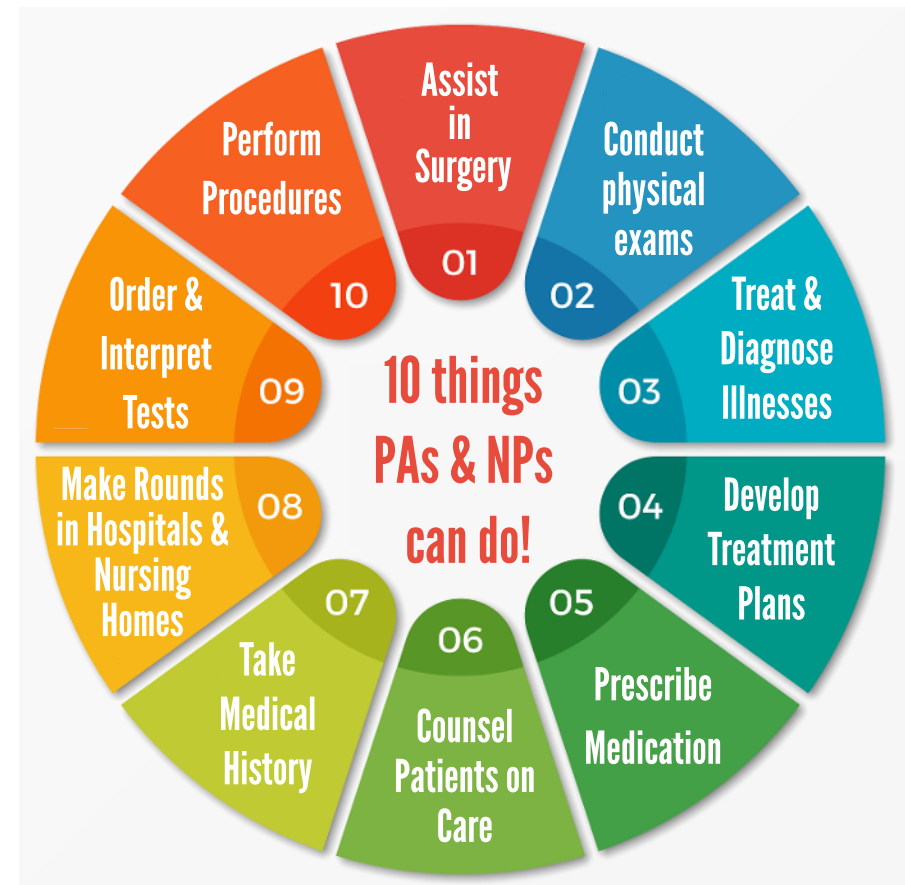 10 things
PAs & NPs
can do!
Assist
in
Surgery
01
Conduct
physical
exams
02
Treat &
Diagnose
Illnesses
03
Develop
Treatment
Plans
04
Prescribe
Medication
05
Counsel
Patients on
Care
06
Take
Medical
History
07
Make Rounds
in Hospitals &
Nursing
Homes
08
Order &
Interpret
Tests
09
Perform
Procedures
10